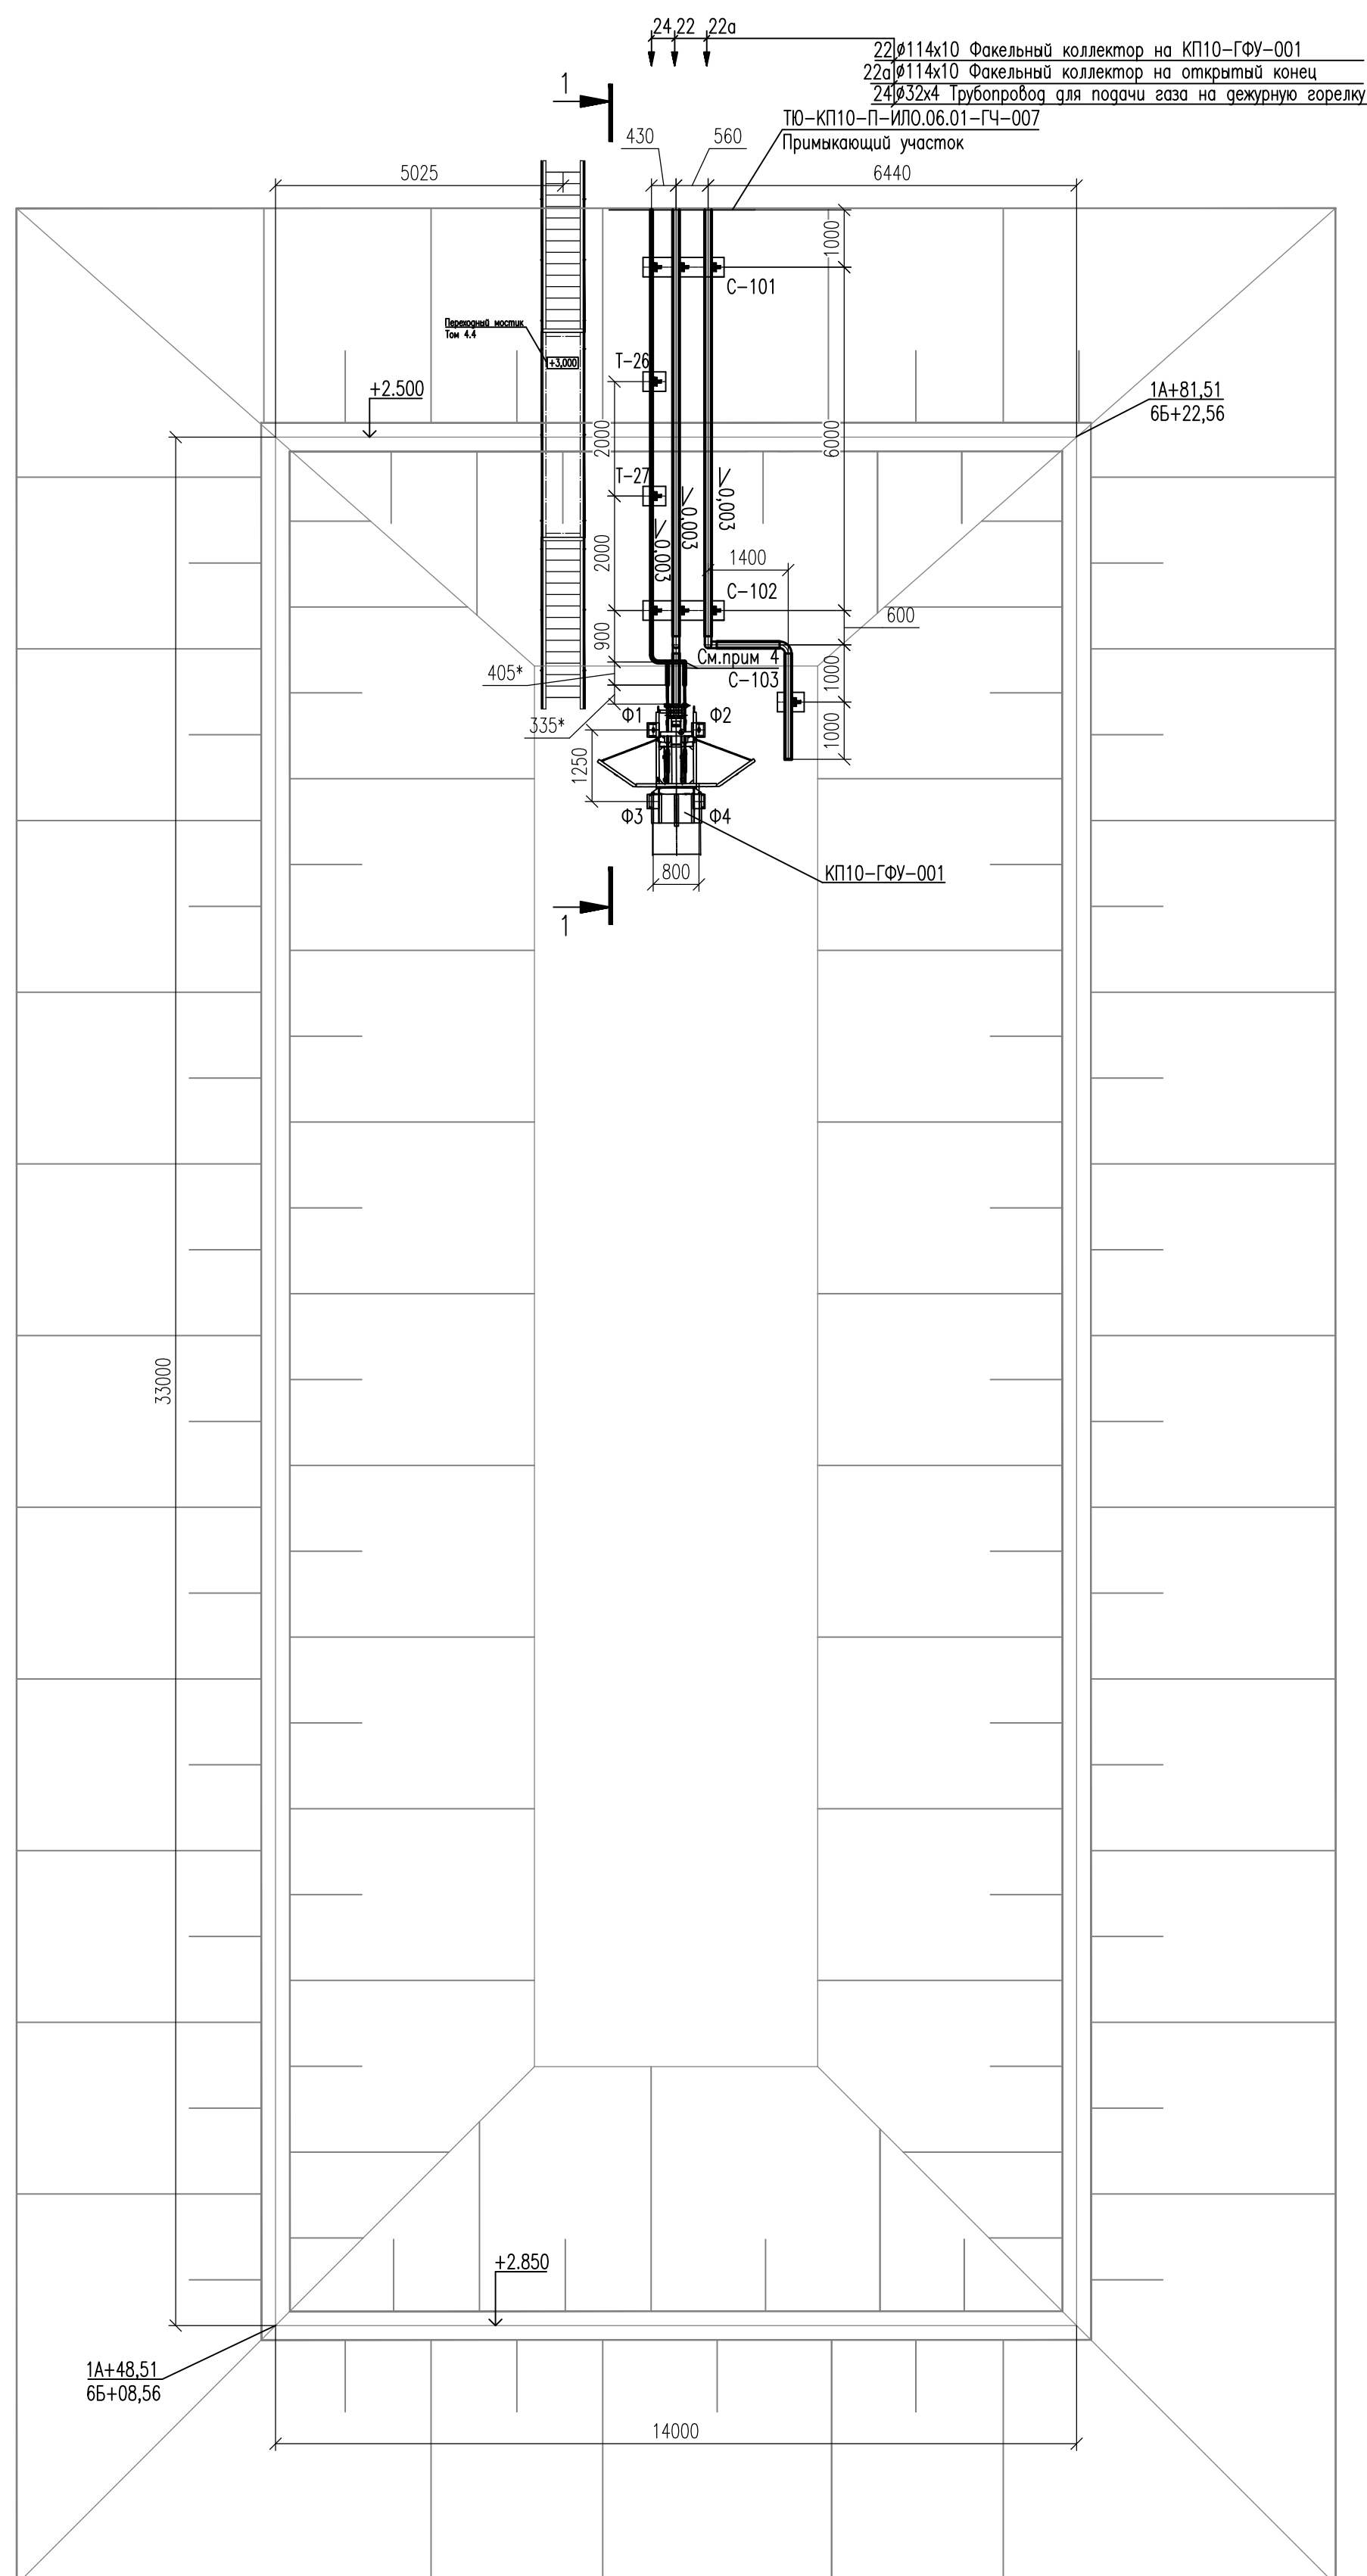 24 22 22а
22 ø114x10 Факельный коллектор на КП10-ГФУ-001
22а ø114x10 Факельный коллектор на открытый конец
24 ø32x4 Трубопровод для подачи газа на дежурную горелку
1
ТЮ-КП10-П-ИЛО.06.01-ГЧ-007
Примыкающий участок
430
560
5025
6440
1000
С-101
Переходный мостик
Том 4.4
+3,000
Т-26
+2.500
1А+81,51
6Б+22,56
2000
6000
Т-27
0,003
0,003
0,003
2000
1400
С-102
600
900
См.прим 4
405*
С-103
1000
335*
Ф1
Ф2
1000
1250
Ф3
Ф4
800
КП10-ГФУ-001
1
33000
+2.850
1А+48,51
6Б+08,56
14000